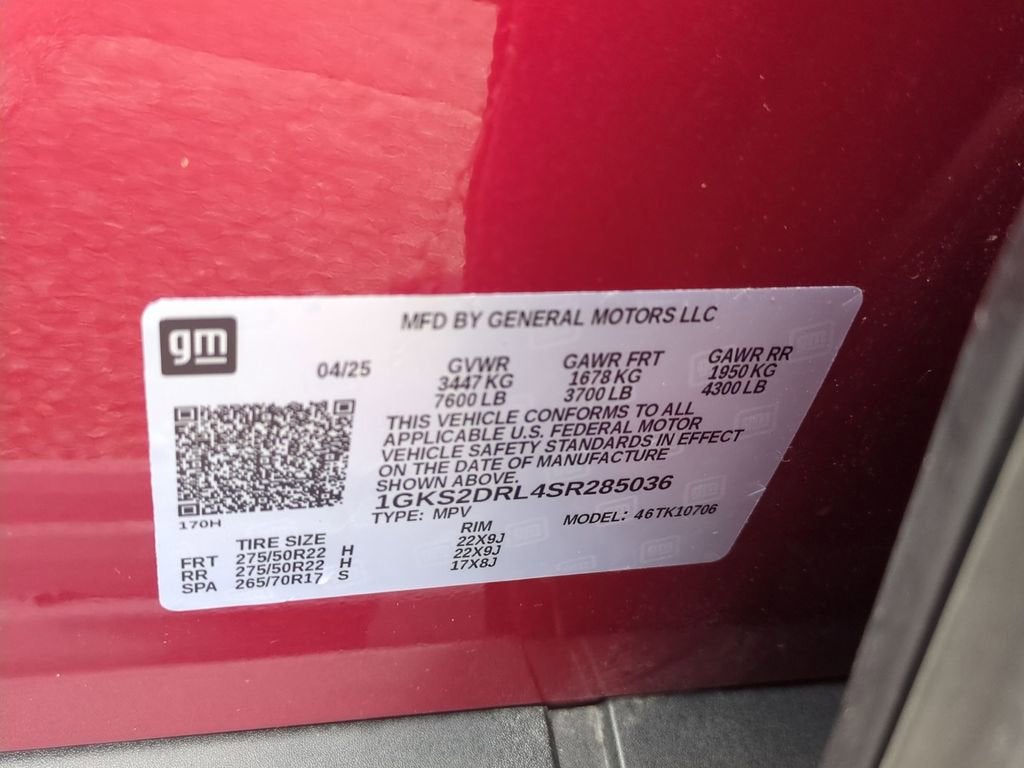 gm
MFD BY GENERAL MOTORS LLC
04/25 GVWR GAWR FRT GAWR RR
3447 KG 1678 KG 1950 KG
7600 LB 3700 LB 4300 LB
THIS VEHICLE CONFORMS TO ALL
APPLICABLE U.S. FEDERAL MOTOR
VEHICLE SAFETY STANDARDS IN EFFECT
ON THE DATE OF MANUFACTURE
SHOWN ABOVE.
1GKS2DRL4SR285036
TYPE: MPV MODEL: 46TK10706
170H
TIRE SIZE RIM
FRT 275/50R22 H 22X9J
RR 275/50R22 H 22X9J
SPA 265/70R17 S 17X8J